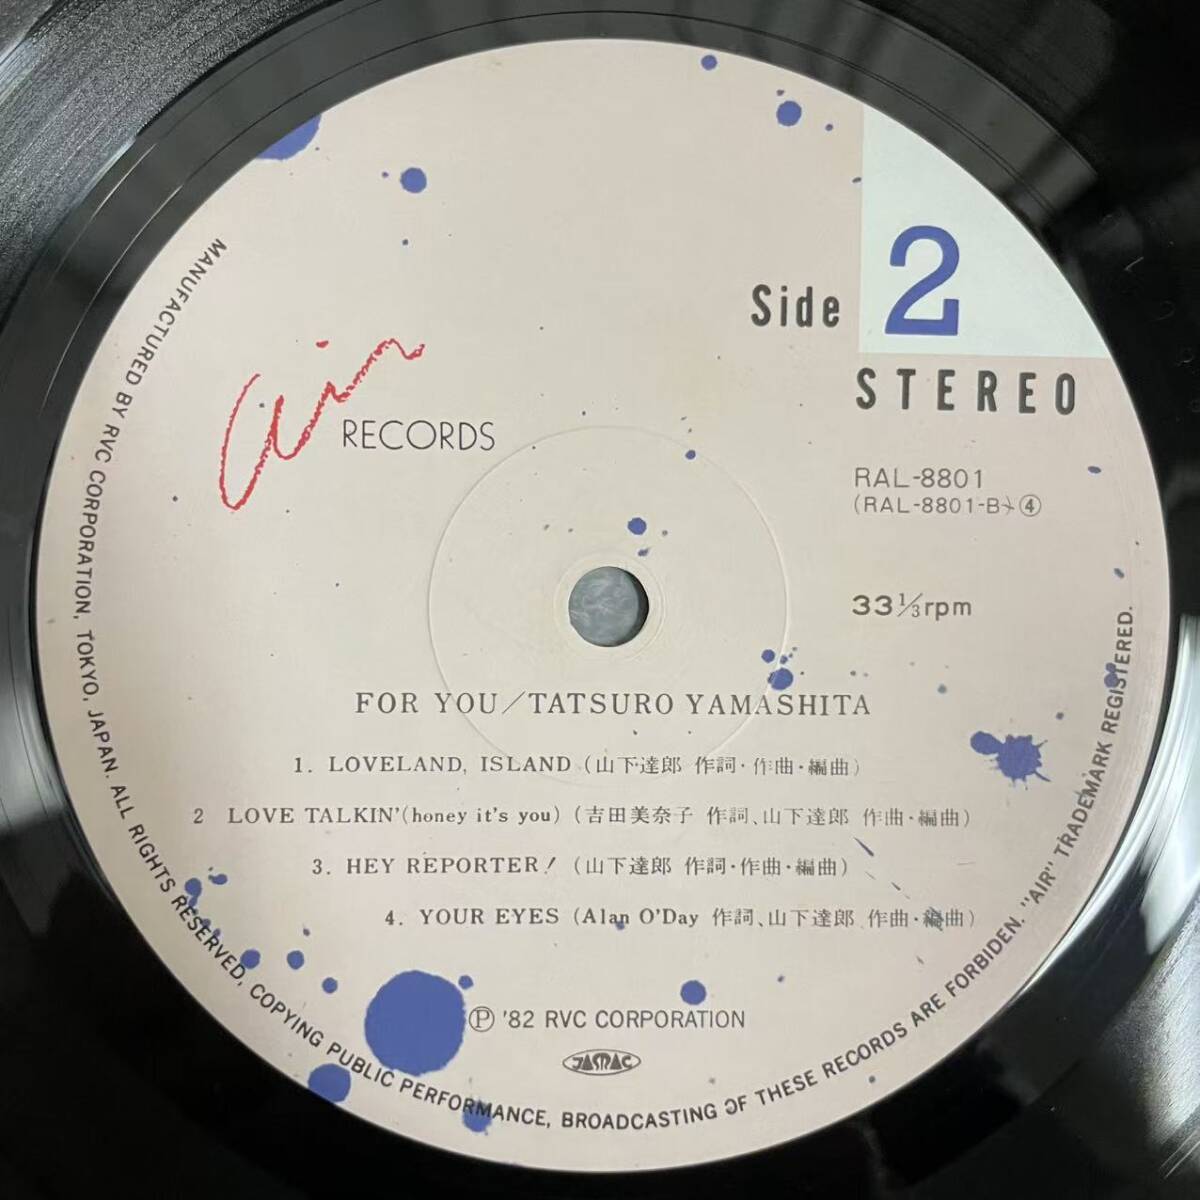 air
RECORDS
Side 2
STEREO
RAL-8801
(RAL-8801-B) ④
33 1/3 rpm
FOR YOU/TATSURO YAMASHITA
1. LOVELAND, ISLAND (山下達郎 作詞・作曲・編曲)
2 LOVE TALKIN' (honey it's you) (吉田美奈子 作詞、山下達郎 作曲・編曲)
3. HEY REPORTER! (山下達郎 作詞・作曲・編曲)
4. YOUR EYES (Alan O'Day 作詞、山下達郎 作曲・編曲)
Ⓟ '82 RVC CORPORATION
JASRAC
MANUFACTURED BY RVC CORPORATION, TOKYO, JAPAN. ALL RIGHTS RESERVED, COPYING PUBLIC PERFORMANCE, BROADCASTING OF THESE RECORDS ARE FORBIDEN. "AIR" TRADEMARK REGISTERED.